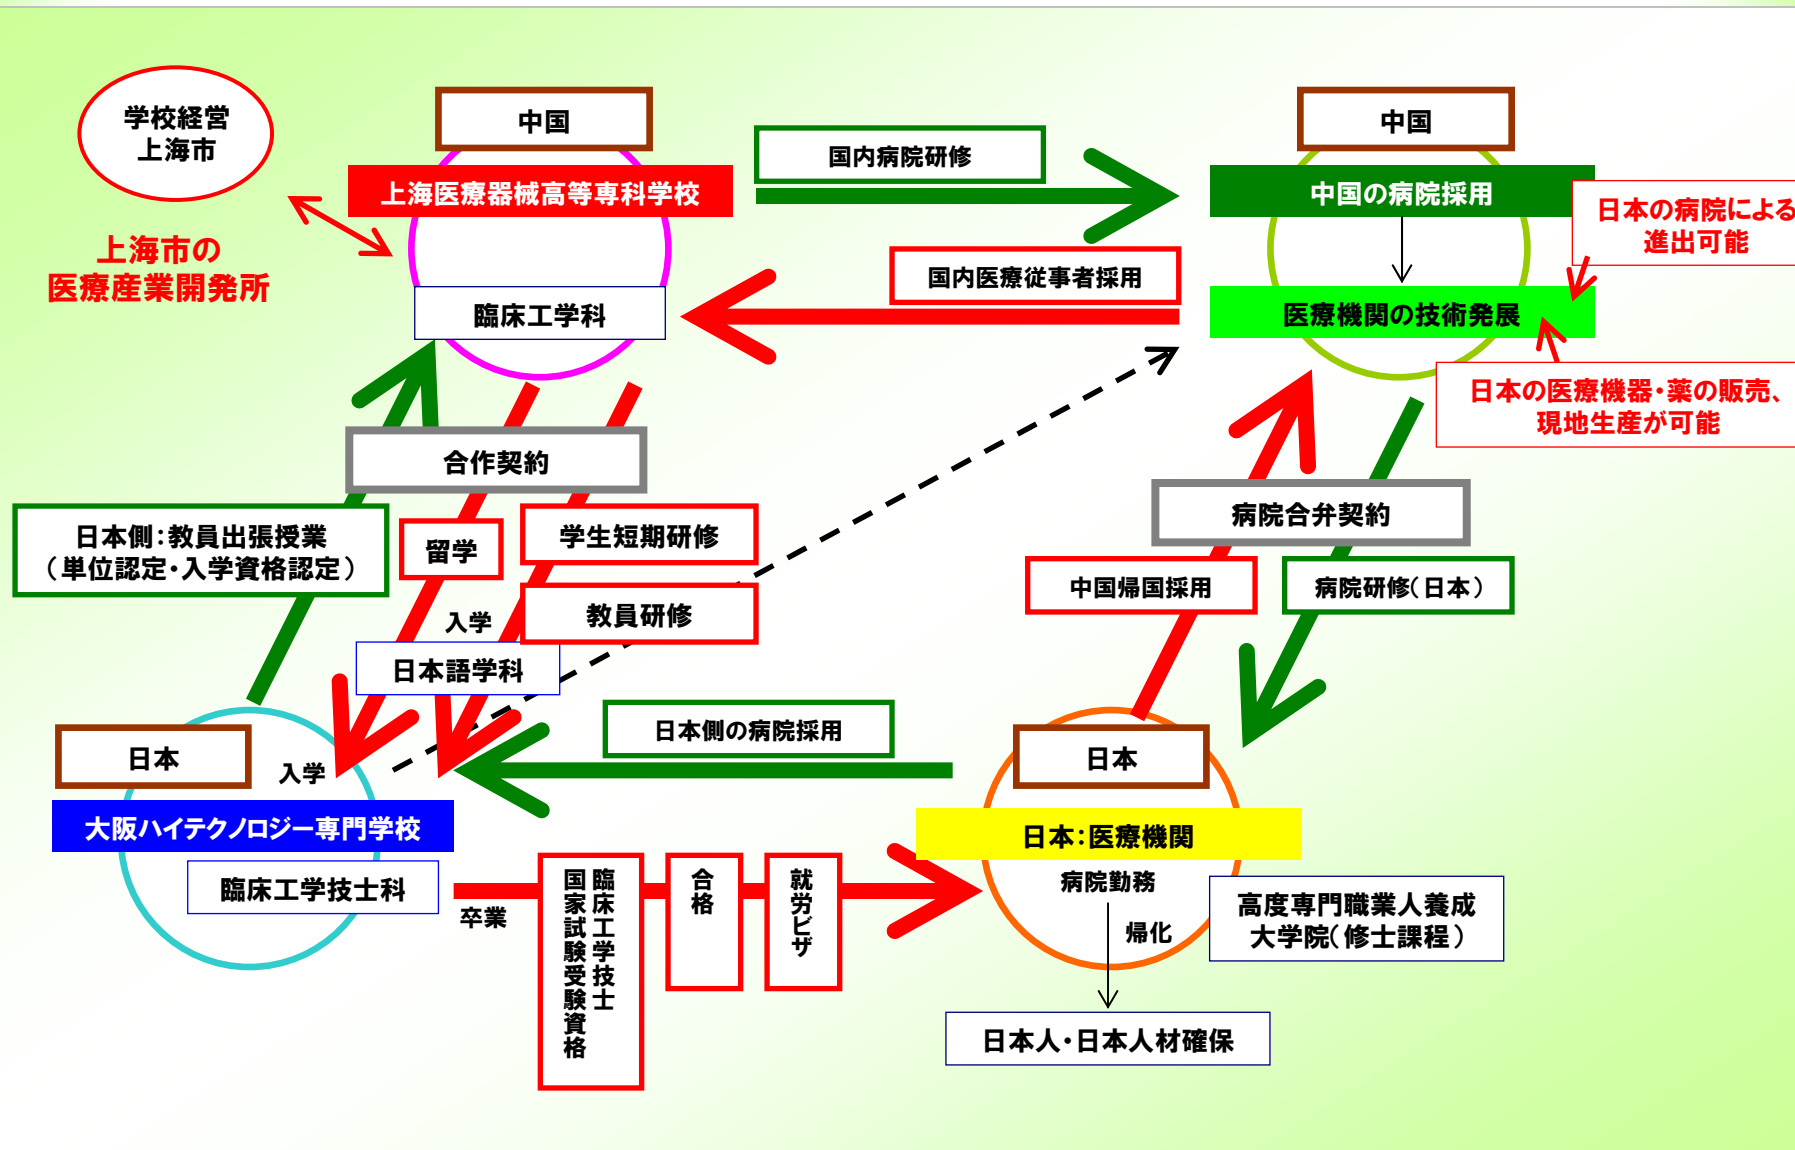 学校経営
上海市
中国
上海医療器械高等専科学校
上海市の
医療産業開発所
臨床工学科
国内病院研修
国内医療従事者採用
中国
中国の病院採用
日本の病院による
進出可能
医療機関の技術発展
日本の医療機器・薬の販売、
現地生産が可能
合作契約
日本側：教員出張授業
（単位認定・入学資格認定）
留学
学生短期研修
教員研修
入学
日本語学科
病院合弁契約
中国帰国採用
病院研修（日本）
日本
入学
大阪ハイテクノロジー専門学校
臨床工学技士科
日本側の病院採用
日本
日本：医療機関
病院勤務
帰化
高度専門職業人養成
大学院（修士課程）
日本人・日本人材確保
卒業
臨床工学技士
国家試験受験資格
合格
就労ビザ